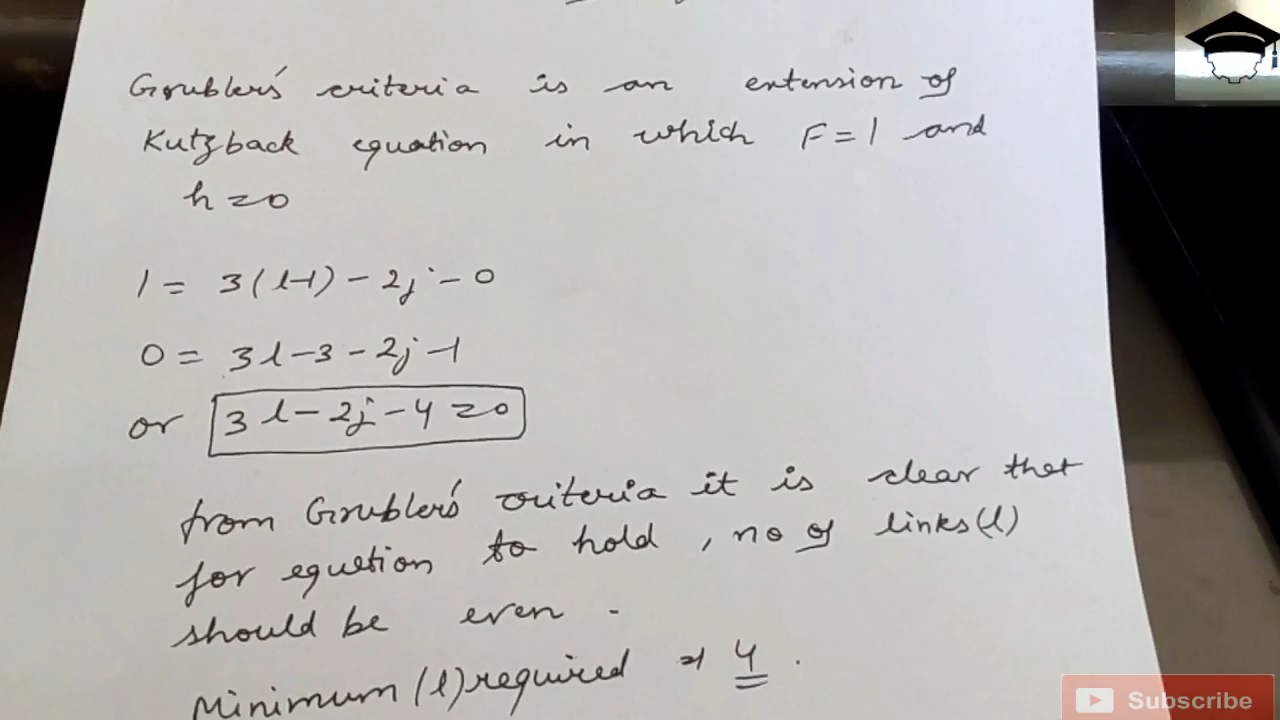 Grubler's criteria is an extension of
Kutzback equation in which F=1 and
h=0
1 = 3(l-1) - 2j - 0
0 = 3l-3-2j-1
or 3l-2j-4=0
from Grubler's criteria it is clear that
for equetion to hold, no of links(l)
should be even.
Minimum (l) required = 4.
Subscribe